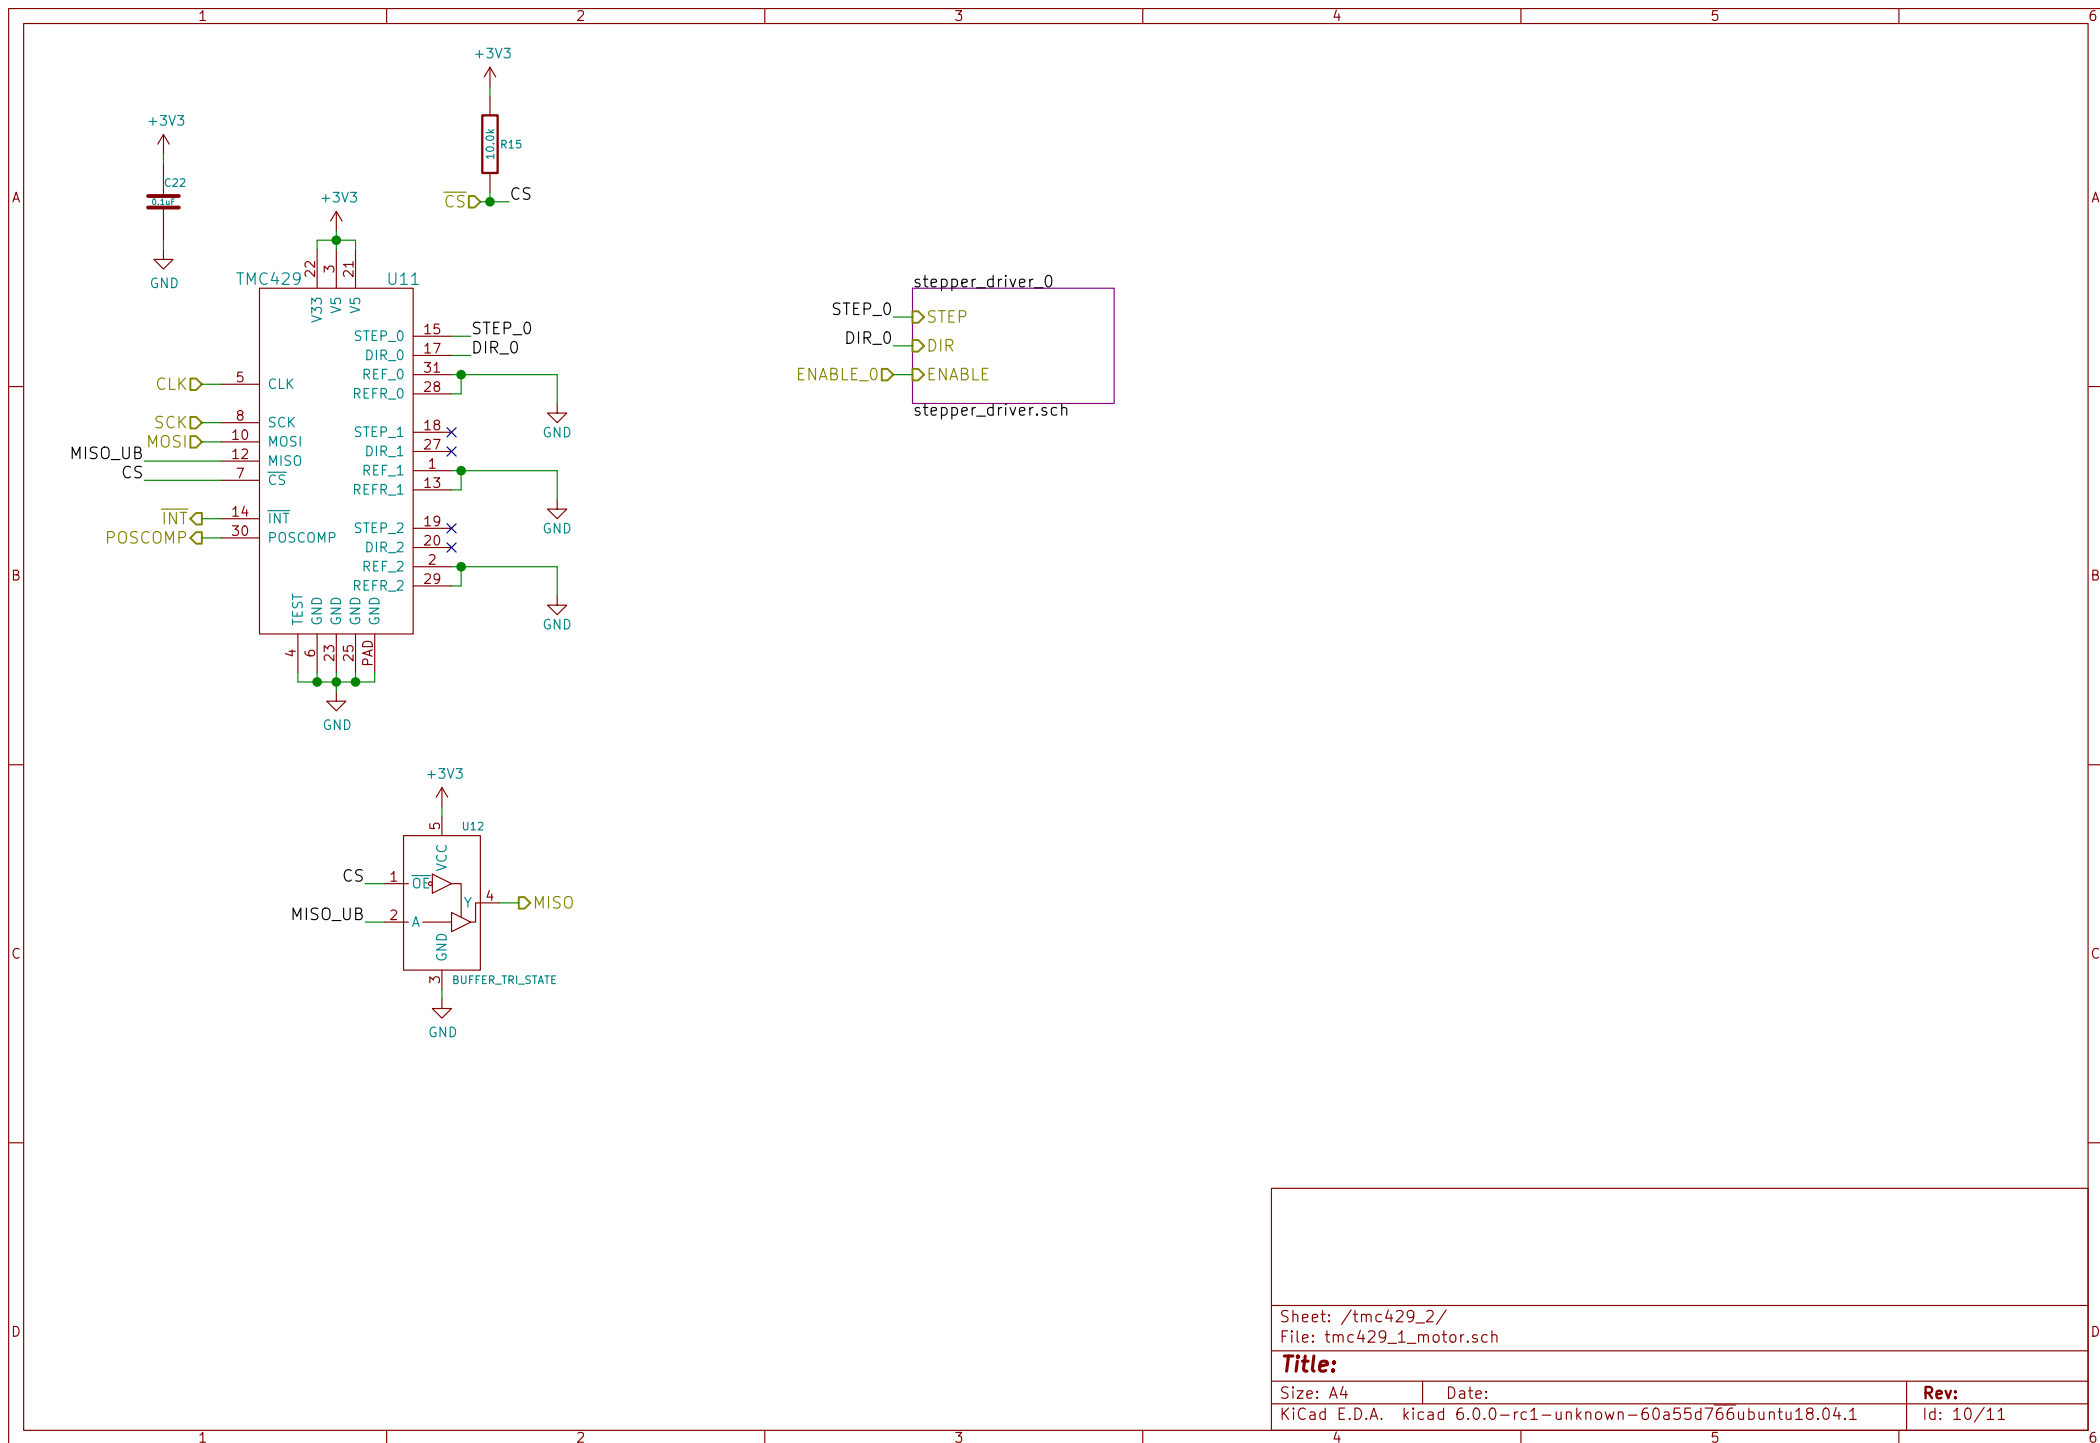 1 2 3 4 5 6
+3V3
+3V3
10.0k
R15
C22
0.1uF
A
A
CS
CS
+3V3
GND
TMC429
U11
22
3
21
V33
V5
V5
stepper_driver_0
STEP_0
STEP
DIR_0
DIR
ENABLE_0
ENABLE
stepper_driver.sch
STEP_0 15 STEP_0
DIR_0 17 DIR_0
REF_0 31
REFR_0 28
GND
CLK 5 CLK
SCK 8 SCK
MOSI 10 MOSI
MISO_UB 12 MISO
CS 7 CS
INT 14 INT
POSCOMP 30 POSCOMP
STEP_1 18
DIR_1 27
REF_1 1
REFR_1 13
GND
STEP_2 19
DIR_2 20
REF_2 2
REFR_2 29
GND
B
B
TEST
GND
GND
GND
GND
4
6
23
25
PAD
GND
+3V3
5
U12
VCC
CS 1 OE
Y 4 MISO
MISO_UB 2 A
GND
3
BUFFER_TRI_STATE
GND
C
C
Sheet: /tmc429_2/
File: tmc429_1_motor.sch
D
D
Title:
Size: A4
Date:
Rev:
KiCad E.D.A. kicad 6.0.0-rc1-unknown-60a55d766ubuntu18.04.1
Id: 10/11
1 2 3 4 5 6